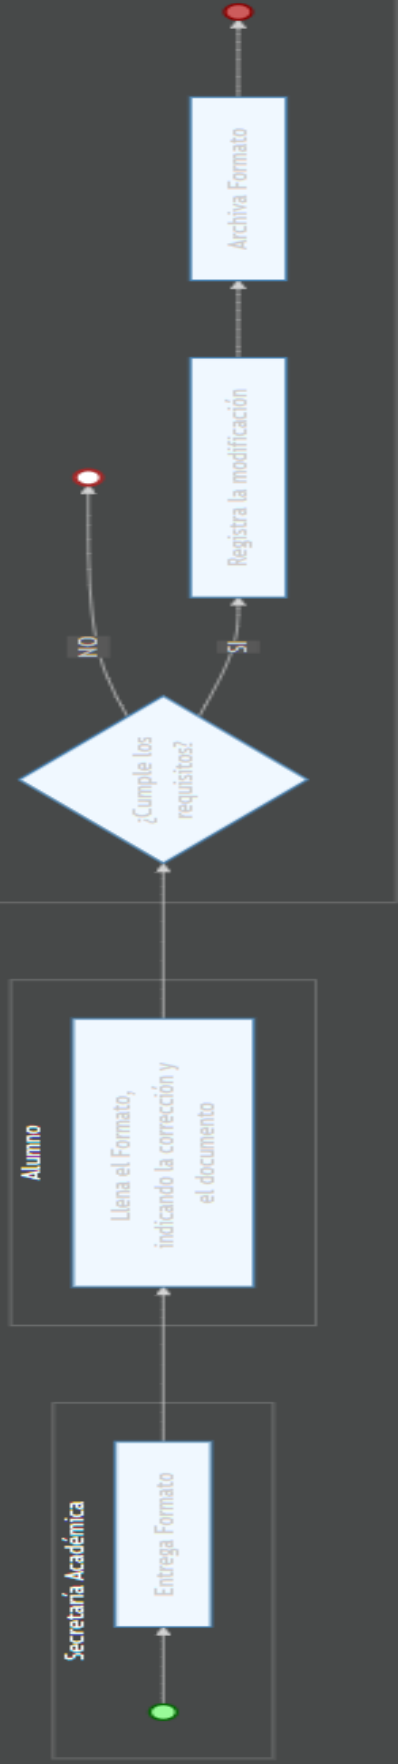 Secretaría Académica
Entrega Formato
Alumno
Llena el Formato,
indicando la corrección y
el documento
¿Cumple los
requisitos?
NO
SI
Registra la modificación
Archiva Formato